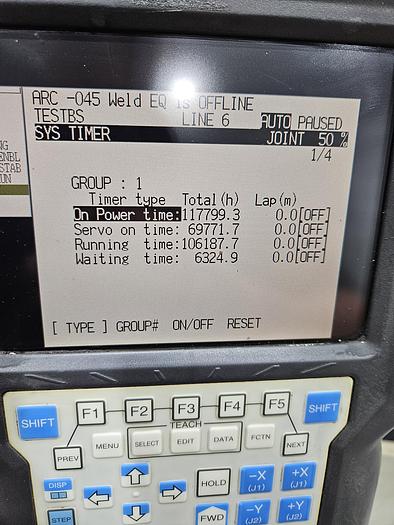 ARC -045 Weld EQ is OFFLINE
TESTBS LINE 6 AUTO PAUSED
SYS TIMER JOINT 50 %
1/4
NG
ENBL
STAB
UN
GROUP : 1
Timer type Total(h) Lap(m)
On Power time:117799.3 0.0[OFF]
Servo on time: 69771.7 0.0[OFF]
Running time:106187.7 0.0[OFF]
Waiting time: 6324.9 0.0[OFF]
[ TYPE ] GROUP# ON/OFF RESET
SHIFT F1 F2 F3 F4 F5 SHIFT
TEACH
PREV MENU SELECT EDIT DATA FCTN NEXT
DISP HOLD -X (J1) +X (J1)
STEP FWD -Y (J2) +Y (J2)